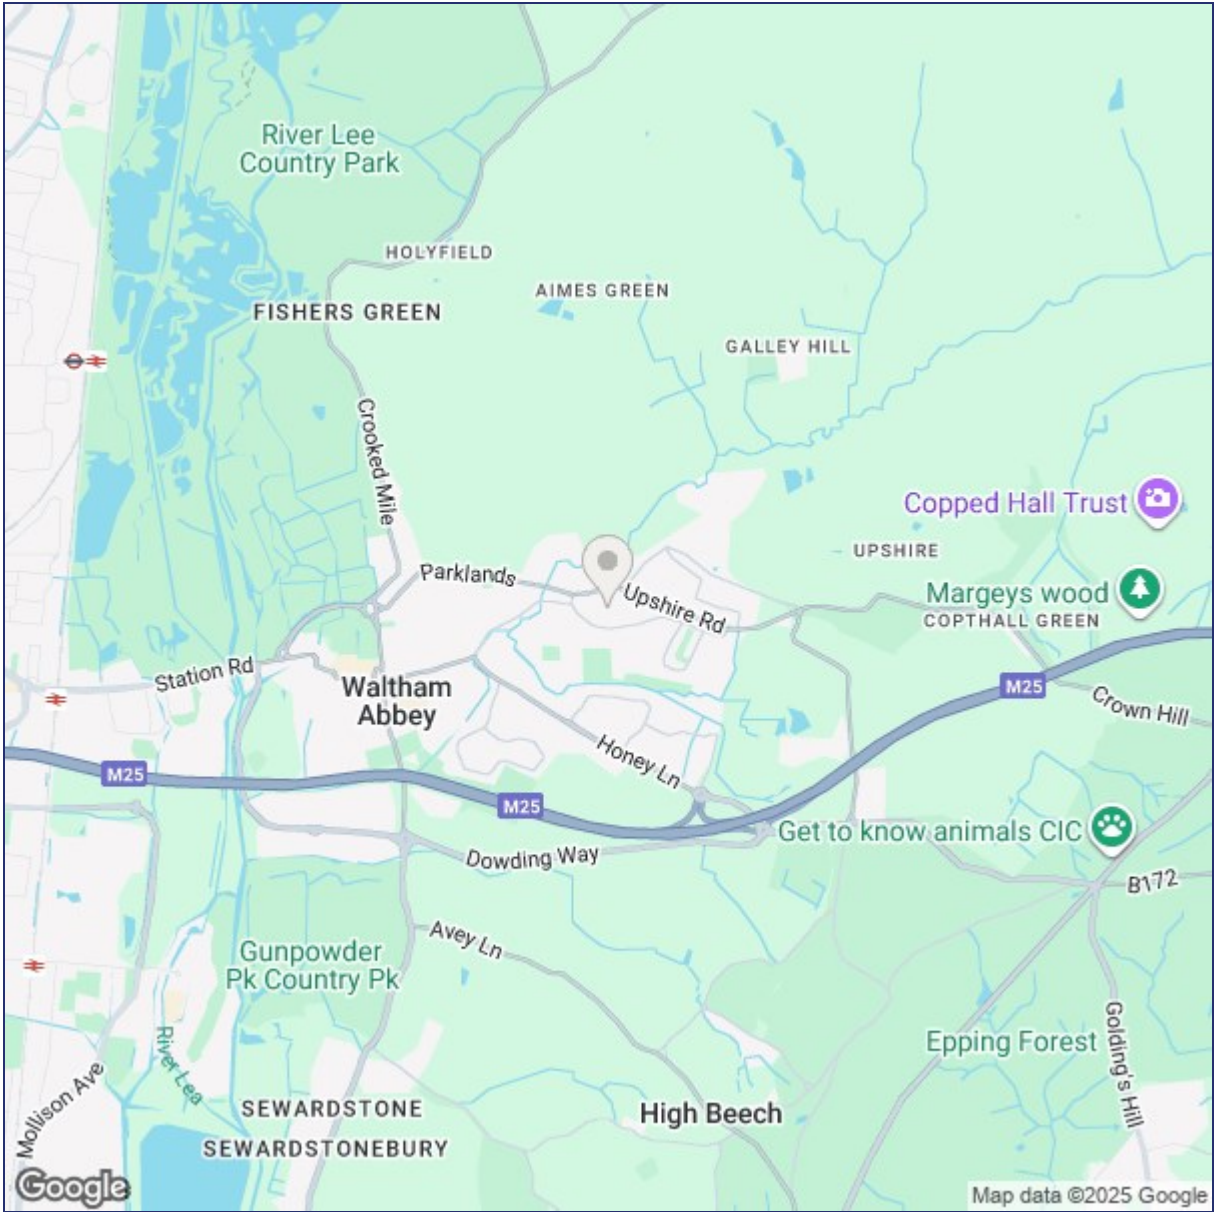 River Lee
Country Park
HOLYFIELD
AIMES GREEN
FISHERS GREEN
GALLEY HILL
Crooked Mile
Copped Hall Trust
UPSHIRE
Parklands
Upshire Rd
Margeys wood
COPTHALL GREEN
Station Rd
Waltham
Abbey
M25
Crown Hill
Honey Ln
M25
M25
Get to know animals CIC
Dowding Way
B172
Avey Ln
Gunpowder
Pk Country Pk
River Lea
Epping Forest
Golding's Hill
Mollison Ave
SEWARDSTONE
High Beech
SEWARDSTONEBURY
Google
Map data ©2025 Google